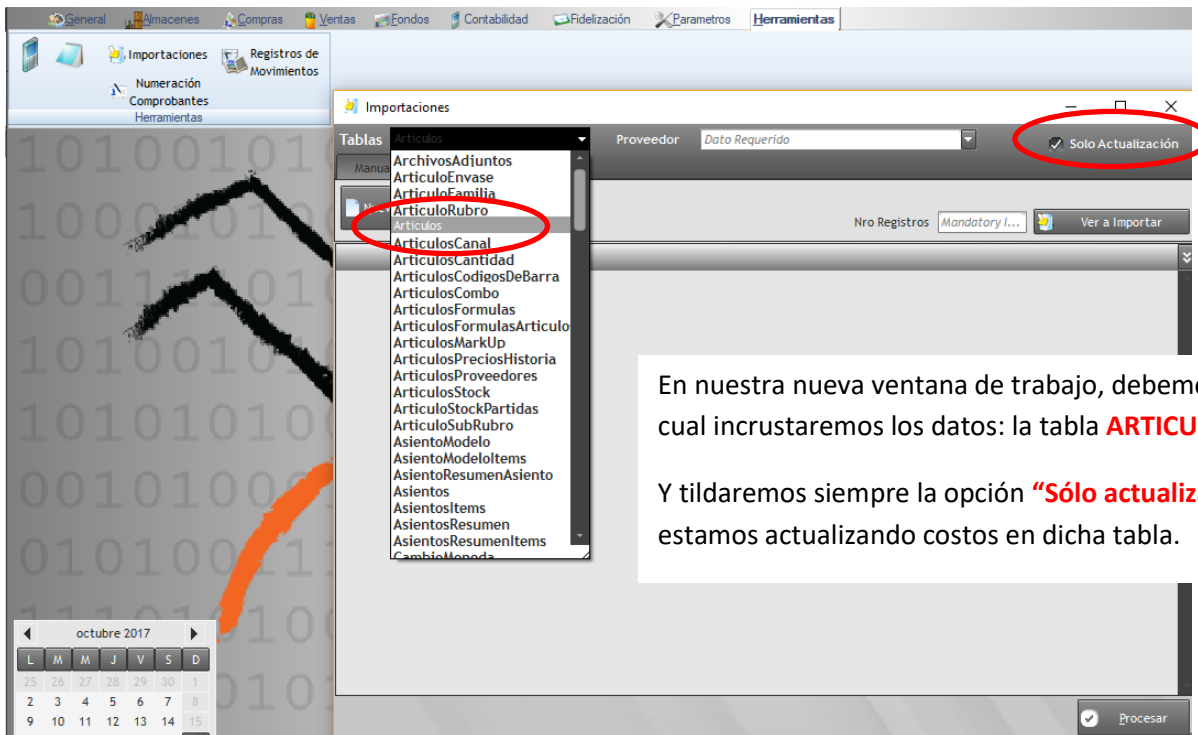 General Almacenes Compras Ventas Fondos Contabilidad Fidelización Parametros Herramientas
Importaciones Registros de
Movimientos
Numeración
Comprobantes
Herramientas
Importaciones
Tablas Articulos Proveedor Dato Requerido Solo Actualización
Manua
Nro Registros Mandatory I... Ver a Importar
ArchivosAdjuntos
ArticuloEnvase
ArticuloFamilia
ArticuloRubro
Articulos
ArticulosCanal
ArticulosCantidad
ArticulosCodigosDeBarra
ArticulosCombo
ArticulosFormulas
ArticulosFormulasArticulo
ArticulosMarkUp
ArticulosPreciosHistoria
ArticulosProveedores
ArticulosStock
ArticuloStockPartidas
ArticuloSubRubro
AsientoModelo
AsientoModeloItems
AsientoResumenAsiento
Asientos
AsientosItems
AsientosResumen
AsientosResumenItems
CambioMoneda
En nuestra nueva ventana de trabajo, debem
cual incrustaremos los datos: la tabla ARTICU
Y tildaremos siempre la opción “Sólo actualiz
estamos actualizando costos en dicha tabla.
octubre 2017
L M M J V S D
25 26 27 28 29 30 1
2 3 4 5 6 7 8
9 10 11 12 13 14 15
Procesar